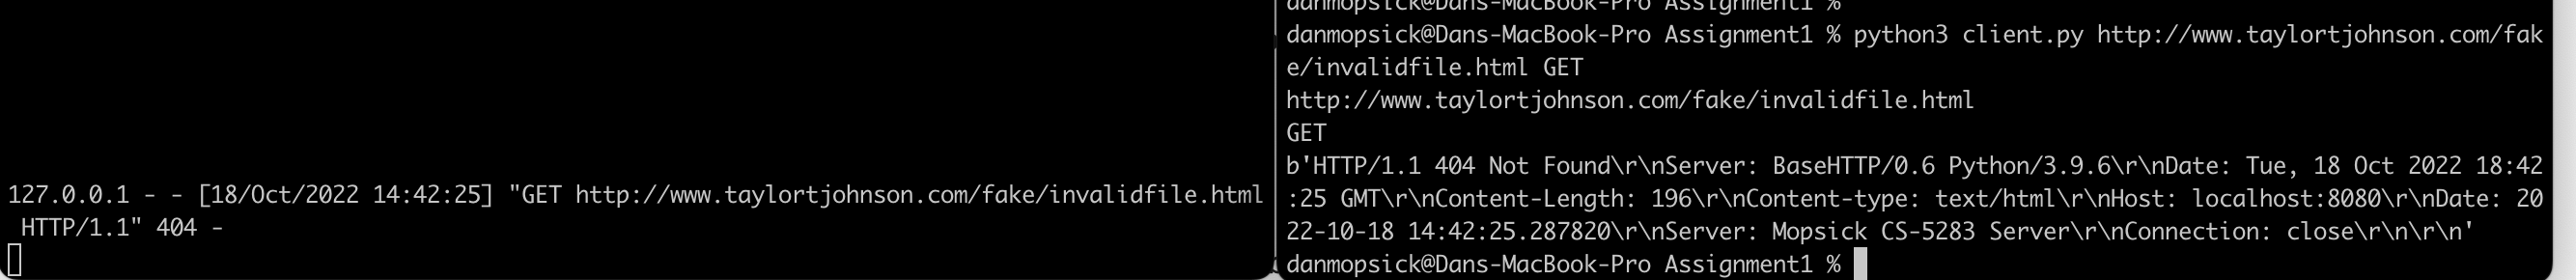 127.0.0.1 - - [18/Oct/2022 14:42:25] "GET http://www.taylortjohnson.com/fake/invalidfile.html
HTTP/1.1" 404 -
danmopsick@Dans-MacBook-Pro Assignment1 %
danmopsick@Dans-MacBook-Pro Assignment1 % python3 client.py http://www.taylortjohnson.com/fak
e/invalidfile.html GET
http://www.taylortjohnson.com/fake/invalidfile.html
GET
b'HTTP/1.1 404 Not Found\r\nServer: BaseHTTP/0.6 Python/3.9.6\r\nDate: Tue, 18 Oct 2022 18:42
:25 GMT\r\nContent-Length: 196\r\nContent-type: text/html\r\nHost: localhost:8080\r\nDate: 20
22-10-18 14:42:25.287820\r\nServer: Mopsick CS-5283 Server\r\nConnection: close\r\n\r\n'
danmopsick@Dans-MacBook-Pro Assignment1 %